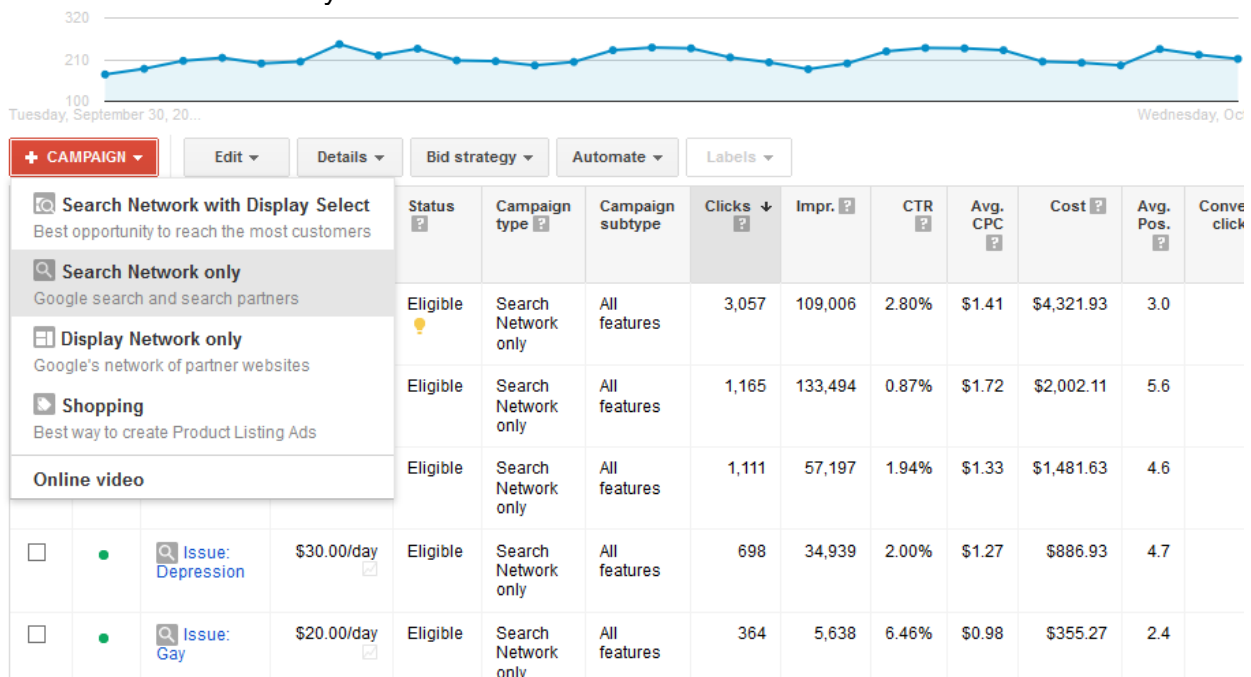 320
210
100
Tuesday, September 30, 20...
Wednesday, Oc
+ CAMPAIGN
Edit
Details
Bid strategy
Automate
Labels
Search Network with Display Select
Best opportunity to reach the most customers
Search Network only
Google search and search partners
Display Network only
Google's network of partner websites
Shopping
Best way to create Product Listing Ads
Online video
Status
?
Campaign
type ?
Campaign
subtype
Clicks ↓
?
Impr. ?
CTR
?
Avg.
CPC
?
Cost ?
Avg.
Pos.
?
Conve
click
Eligible
Search
Network
only
All
features
3,057
109,006
2.80%
$1.41
$4,321.93
3.0
Eligible
Search
Network
only
All
features
1,165
133,494
0.87%
$1.72
$2,002.11
5.6
Eligible
Search
Network
only
All
features
1,111
57,197
1.94%
$1.33
$1,481.63
4.6
Issue:
Depression
$30.00/day
Eligible
Search
Network
only
All
features
698
34,939
2.00%
$1.27
$886.93
4.7
Issue:
Gay
$20.00/day
Eligible
Search
Network
only
All
features
364
5,638
6.46%
$0.98
$355.27
2.4